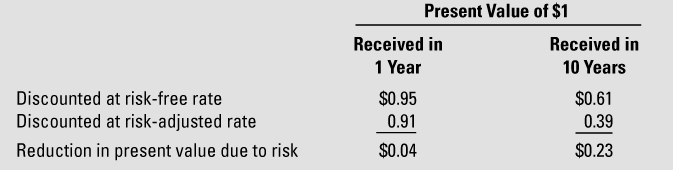 Present Value of $1
Received in Received in
1 Year 10 Years
Discounted at risk-free rate $0.95 $0.61
Discounted at risk-adjusted rate 0.91 0.39
Reduction in present value due to risk $0.04 $0.23